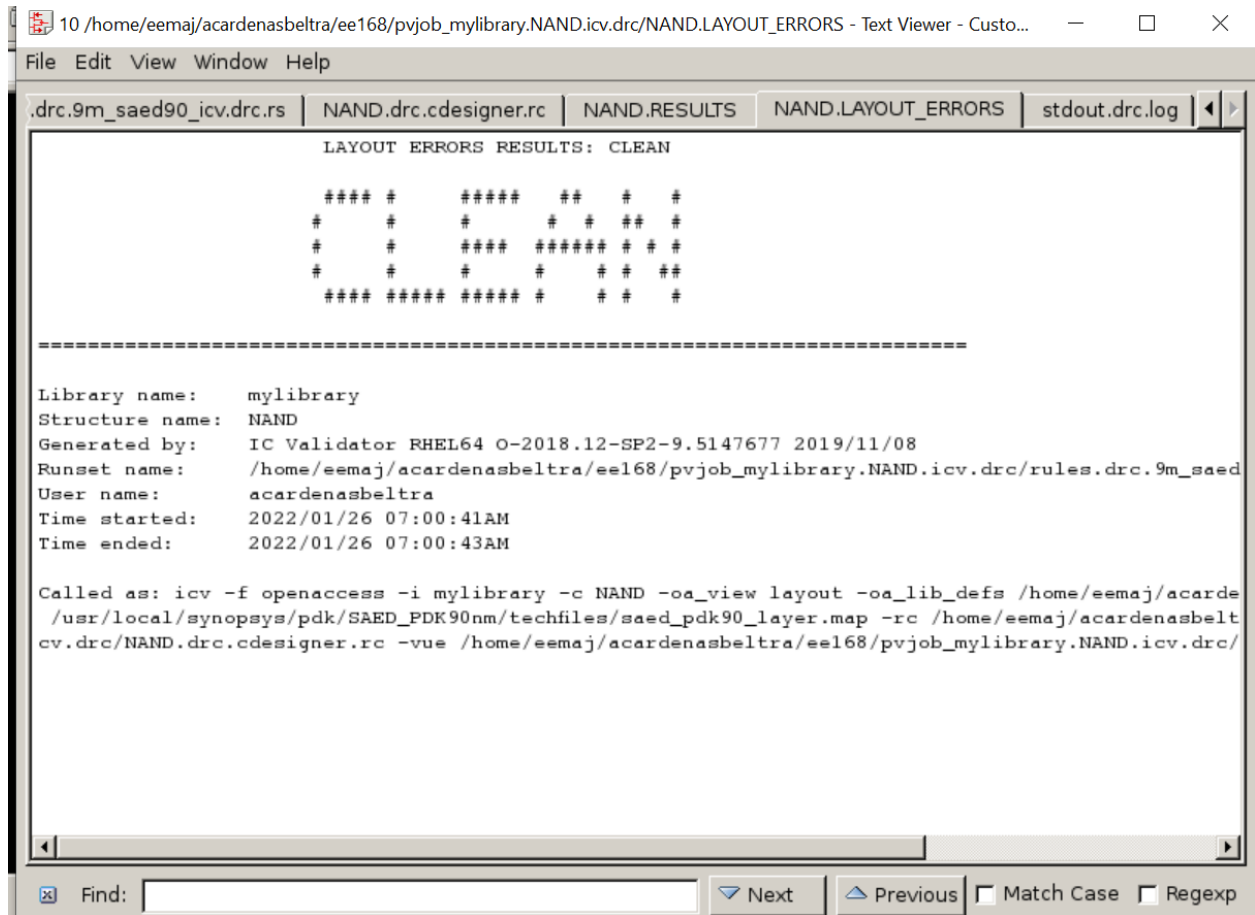 10 /home/eemaj/acardenasbeltra/ee168/pvjob_mylibrary.NAND.icv.drc/NAND.LAYOUT_ERRORS - Text Viewer - Custo...
File Edit View Window Help
.drc.9m_saed90_icv.drc.rs NAND.drc.cdesigner.rc NAND.RESULTS NAND.LAYOUT_ERRORS stdout.drc.log
LAYOUT ERRORS RESULTS: CLEAN
 #### #     #####   ##   #   #
#     #     #      #  #  ##  #
#     #     ####  ###### # # #
#     #     #     #    # #  ##
 #### ##### ##### #    # #   #
===========================================================================
Library name: mylibrary
Structure name: NAND
Generated by: IC Validator RHEL64 O-2018.12-SP2-9.5147677 2019/11/08
Runset name: /home/eemaj/acardenasbeltra/ee168/pvjob_mylibrary.NAND.icv.drc/rules.drc.9m_saed
User name: acardenasbeltra
Time started: 2022/01/26 07:00:41AM
Time ended: 2022/01/26 07:00:43AM
Called as: icv -f openaccess -i mylibrary -c NAND -oa_view layout -oa_lib_defs /home/eemaj/acarde
/usr/local/synopsys/pdk/SAED_PDK90nm/techfiles/saed_pdk90_layer.map -rc /home/eemaj/acardenasbelt
cv.drc/NAND.drc.cdesigner.rc -vue /home/eemaj/acardenasbeltra/ee168/pvjob_mylibrary.NAND.icv.drc/
Find: Next Previous Match Case Regexp